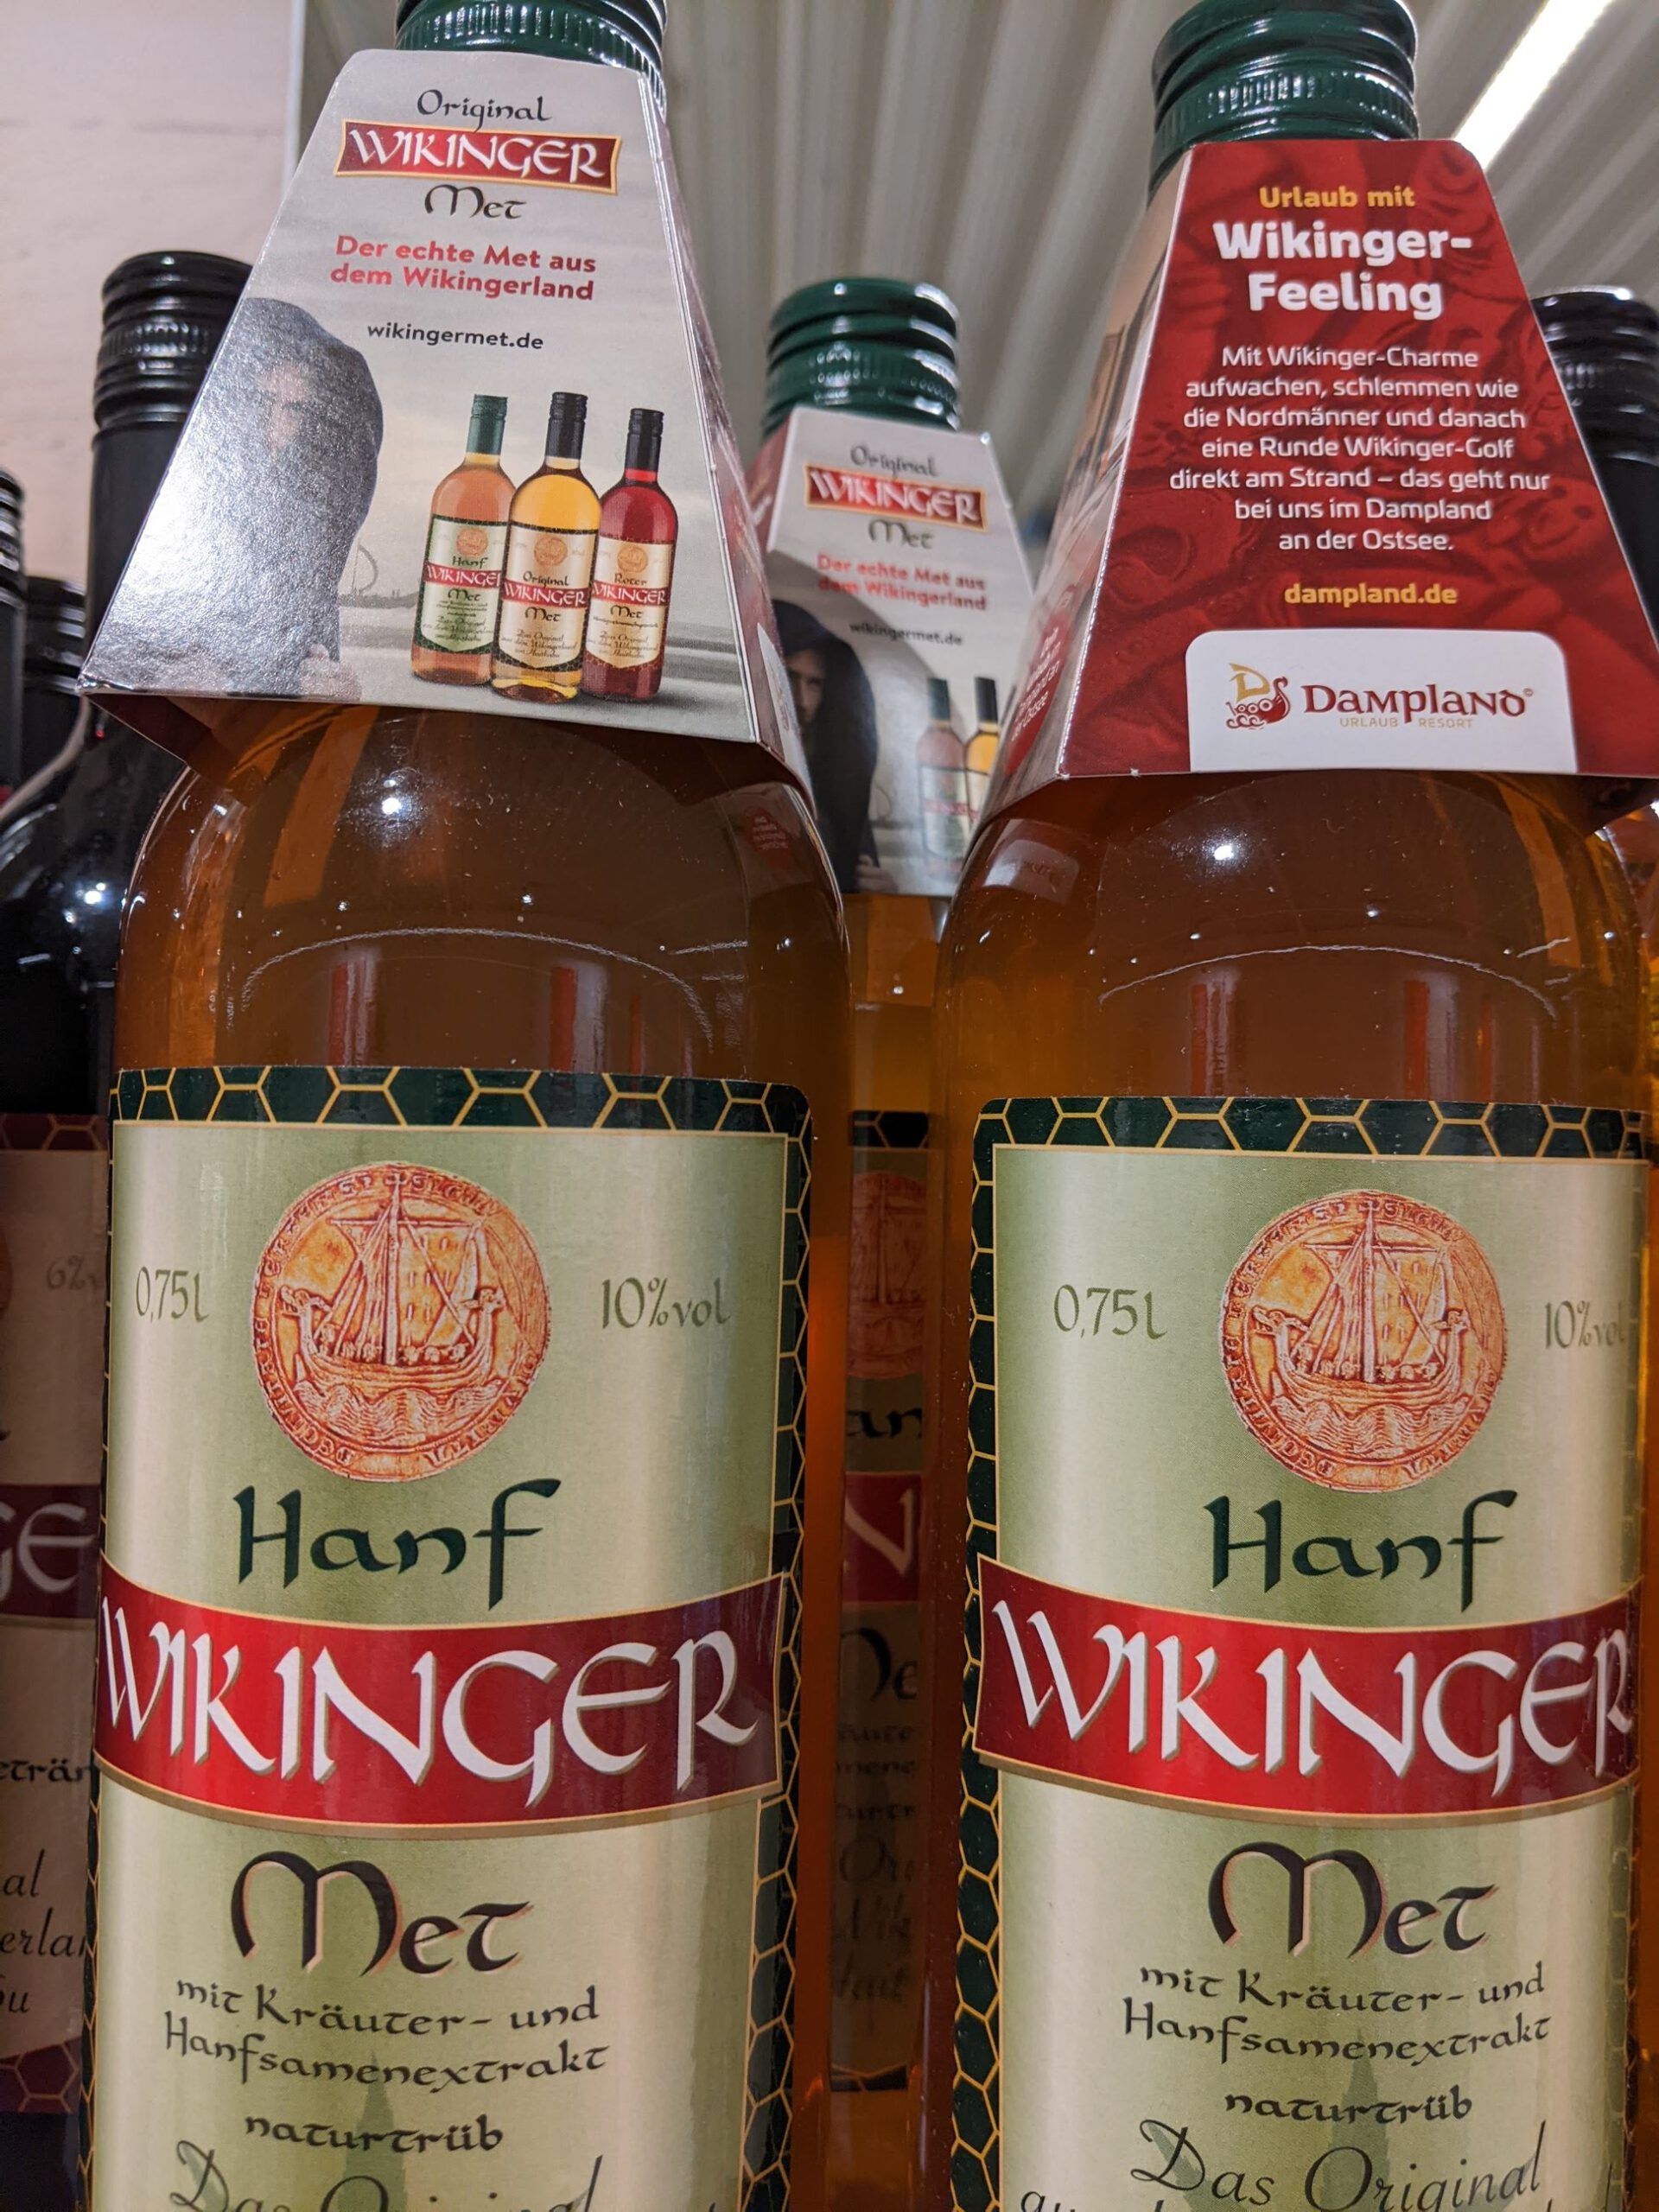 Original
WIKINGER
Met
Der echte Met aus
dem Wikingerland
wikingermet.de
Hanf
WIKINGER
Met
Original
WIKINGER
Met
Roter
WIKINGER
Met
Original
WIKINGER
Met
Der echte Met aus
dem Wikingerland
wikingermet.de
Urlaub mit
Wikinger-
Feeling
Mit Wikinger-Charme
aufwachen, schlemmen wie
die Nordmänner und danach
eine Runde Wikinger-Golf
direkt am Strand – das geht nur
bei uns im Dampland
an der Ostsee.
dampland.de
DAMPLAND
URLAUB RESORT
0,75l
10%vol
Hanf
WIKINGER
Met
mit Kräuter- und
Hanfsamenextrakt
naturtrüb
Das Original
0,75l
10%vol
Hanf
WIKINGER
Met
mit Kräuter- und
Hanfsamenextrakt
naturtrüb
Das Original